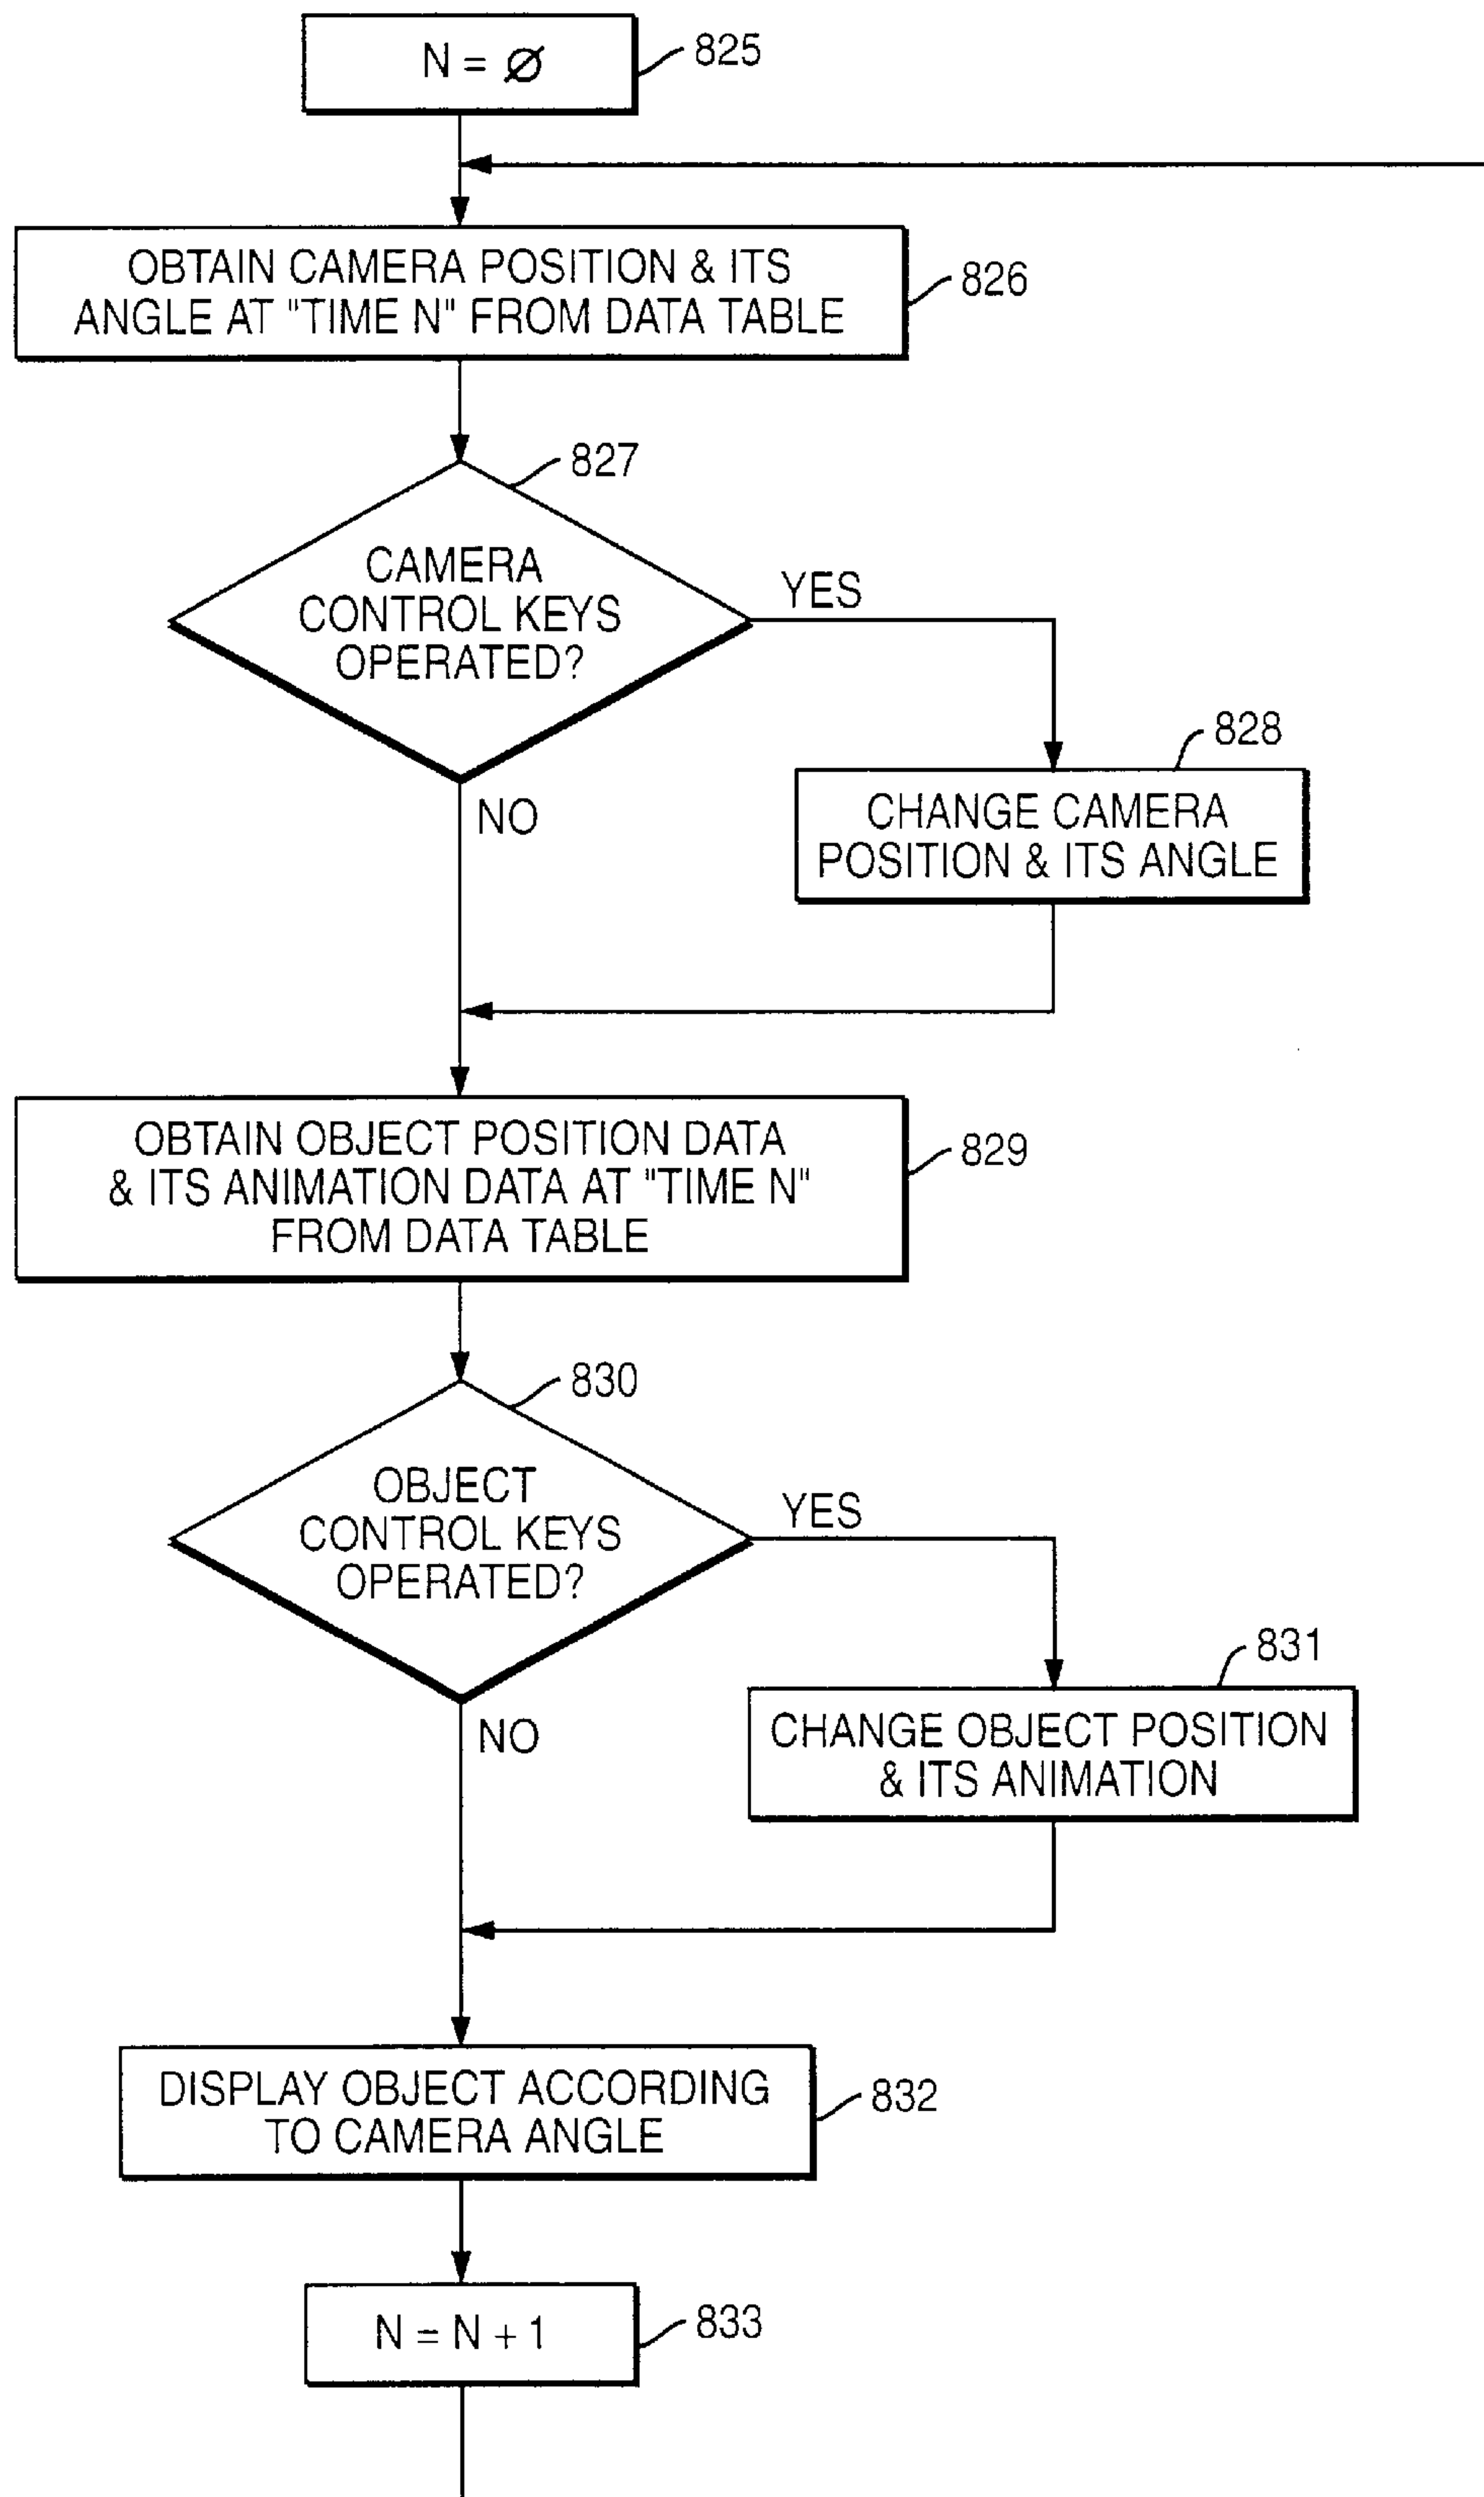 N = Ø
825
OBTAIN CAMERA POSITION & ITS
ANGLE AT "TIME N" FROM DATA TABLE
826
827
CAMERA
CONTROL KEYS
OPERATED?
YES
828
CHANGE CAMERA
POSITION & ITS ANGLE
NO
OBTAIN OBJECT POSITION DATA
& ITS ANIMATION DATA AT "TIME N"
FROM DATA TABLE
829
830
OBJECT
CONTROL KEYS
OPERATED?
YES
831
CHANGE OBJECT POSITION
& ITS ANIMATION
NO
DISPLAY OBJECT ACCORDING
TO CAMERA ANGLE
832
N = N + 1
833